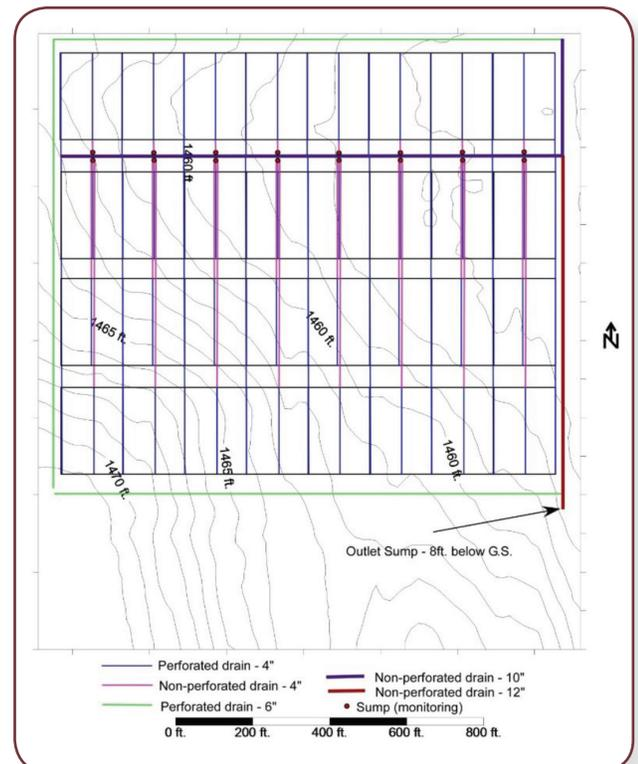 1460 ft.
N
1465 ft.
1460 ft.
1470 ft.
1465 ft.
1460 ft.
Outlet Sump - 8ft. below G.S.
Perforated drain - 4"
Non-perforated drain - 4"
Perforated drain - 6"
Non-perforated drain - 10"
Non-perforated drain - 12"
Sump (monitoring)
0 ft. 200 ft. 400 ft. 600 ft. 800 ft.